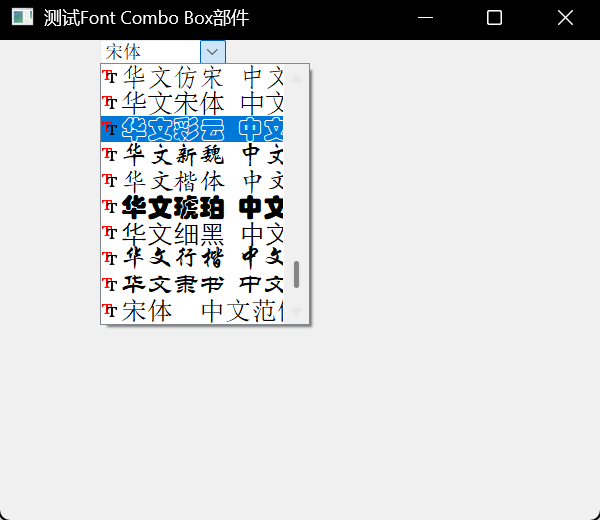 测试Font Combo Box部件
宋体
华文仿宋 中文
华文宋体 中文
华文彩云 中文
华文新魏 中文
华文楷体 中文
华文琥珀 中文
华文细黑 中文
华文行楷 中文
华文隶书 中文
宋体 中文范